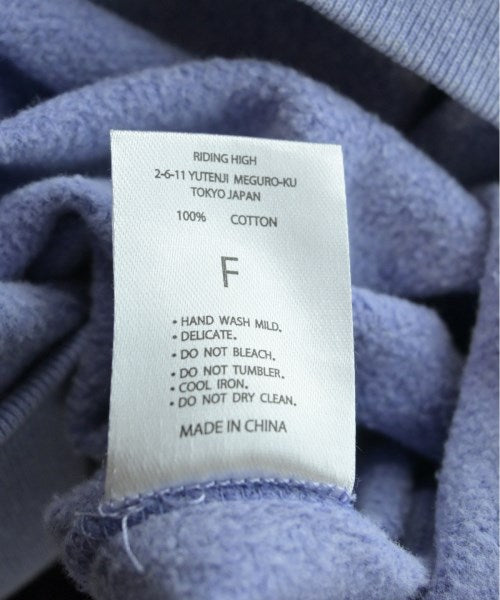 RIDING HIGH
2-6-11 YUTENJI MEGURO-KU
TOKYO JAPAN
100% COTTON
F
• HAND WASH MILD.
• DELICATE.
• DO NOT BLEACH.
• DO NOT TUMBLER.
• COOL IRON.
• DO NOT DRY CLEAN.
MADE IN CHINA